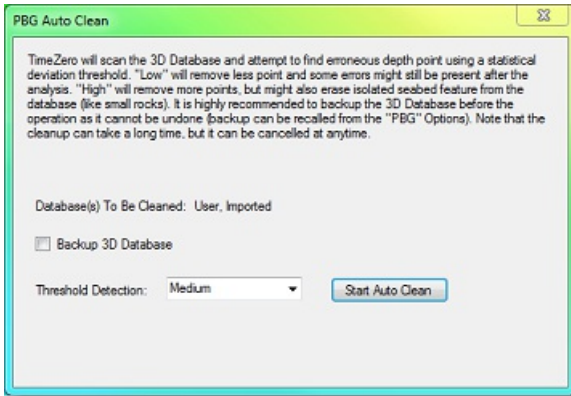 PBG Auto Clean
TimeZero will scan the 3D Database and attempt to find erroneous depth point using a statistical
deviation threshold. "Low" will remove less point and some errors might still be present after the
analysis. "High" will remove more points, but might also erase isolated seabed feature from the
database (like small rocks). It is highly recommended to backup the 3D Database before the
operation as it cannot be undone (backup can be recalled from the "PBG" Options). Note that the
cleanup can take a long time, but it can be cancelled at anytime.
Database(s) To Be Cleaned: User, Imported
Backup 3D Database
Threshold Detection: Medium Start Auto Clean